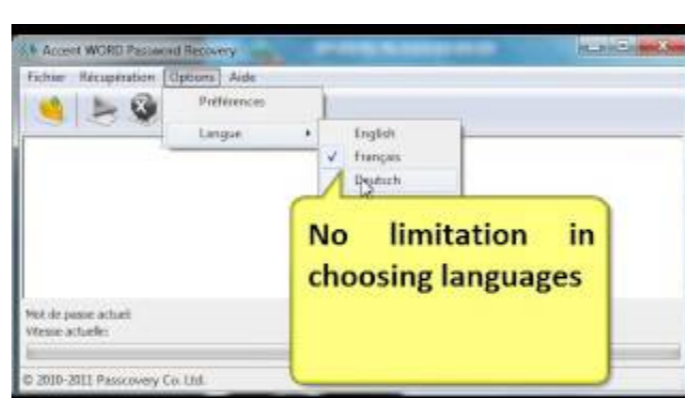 Accent WORD Password Recovery
Fichier Récupération Options Aide
Préférences
Langue
English
Français
Deutsch
No limitation in
choosing languages
Mot de passe actuel:
Vitesse actuelle:
© 2010-2011 Passcovery Co. Ltd.